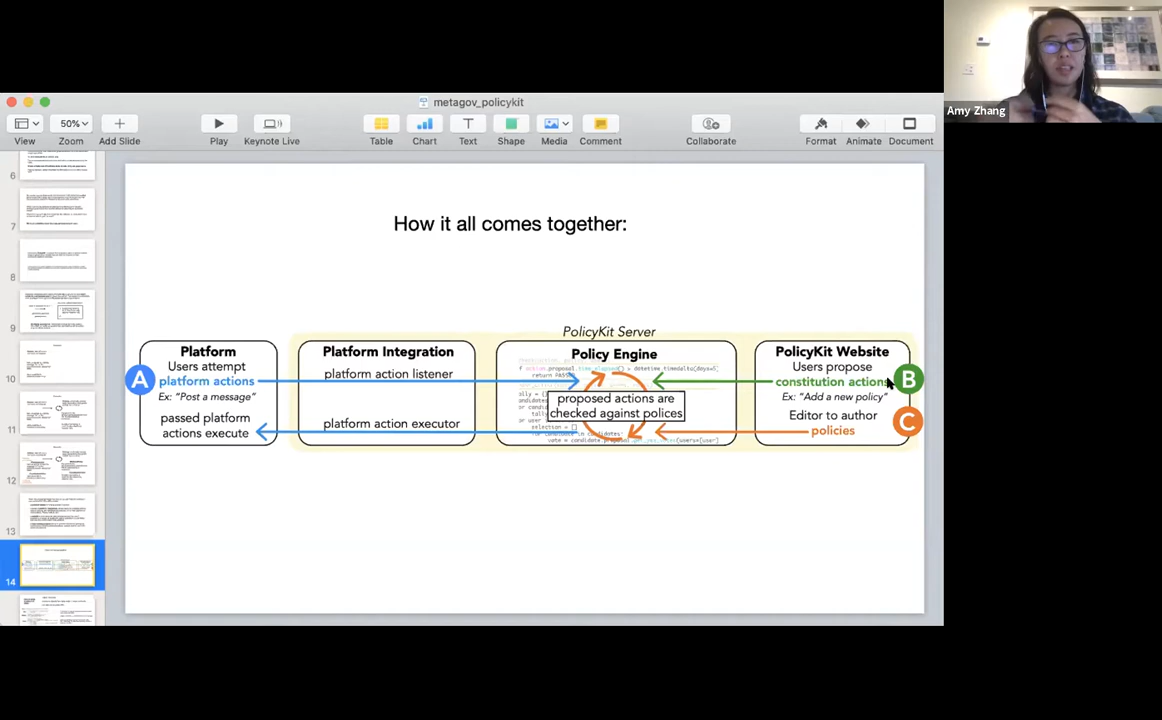 Amy Zhang
metagov_policykit
50%
View
Zoom
Add Slide
Play
Keynote Live
Table
Chart
Text
Shape
Media
Comment
Collaborate
Format
Animate
Document
6
7
8
9
10
11
12
13
14
How it all comes together:
PolicyKit Server
A
Platform
Users attempt
platform actions
Ex: “Post a message”
passed platform
actions execute
Platform Integration
platform action listener
platform action executor
Policy Engine
proposed actions are
checked against polices
PolicyKit Website
Users propose
constitution actions
Ex: “Add a new policy”
Editor to author
policies
B
C